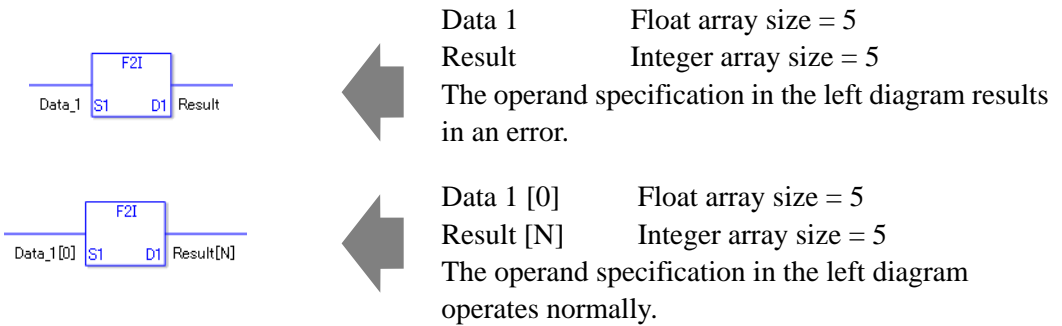 F2I
Data_1 S1 D1 Result
Data 1 Float array size = 5
Result Integer array size = 5
The operand specification in the left diagram results
in an error.
F2I
Data_1[0] S1 D1 Result[N]
Data 1 [0] Float array size = 5
Result [N] Integer array size = 5
The operand specification in the left diagram
operates normally.